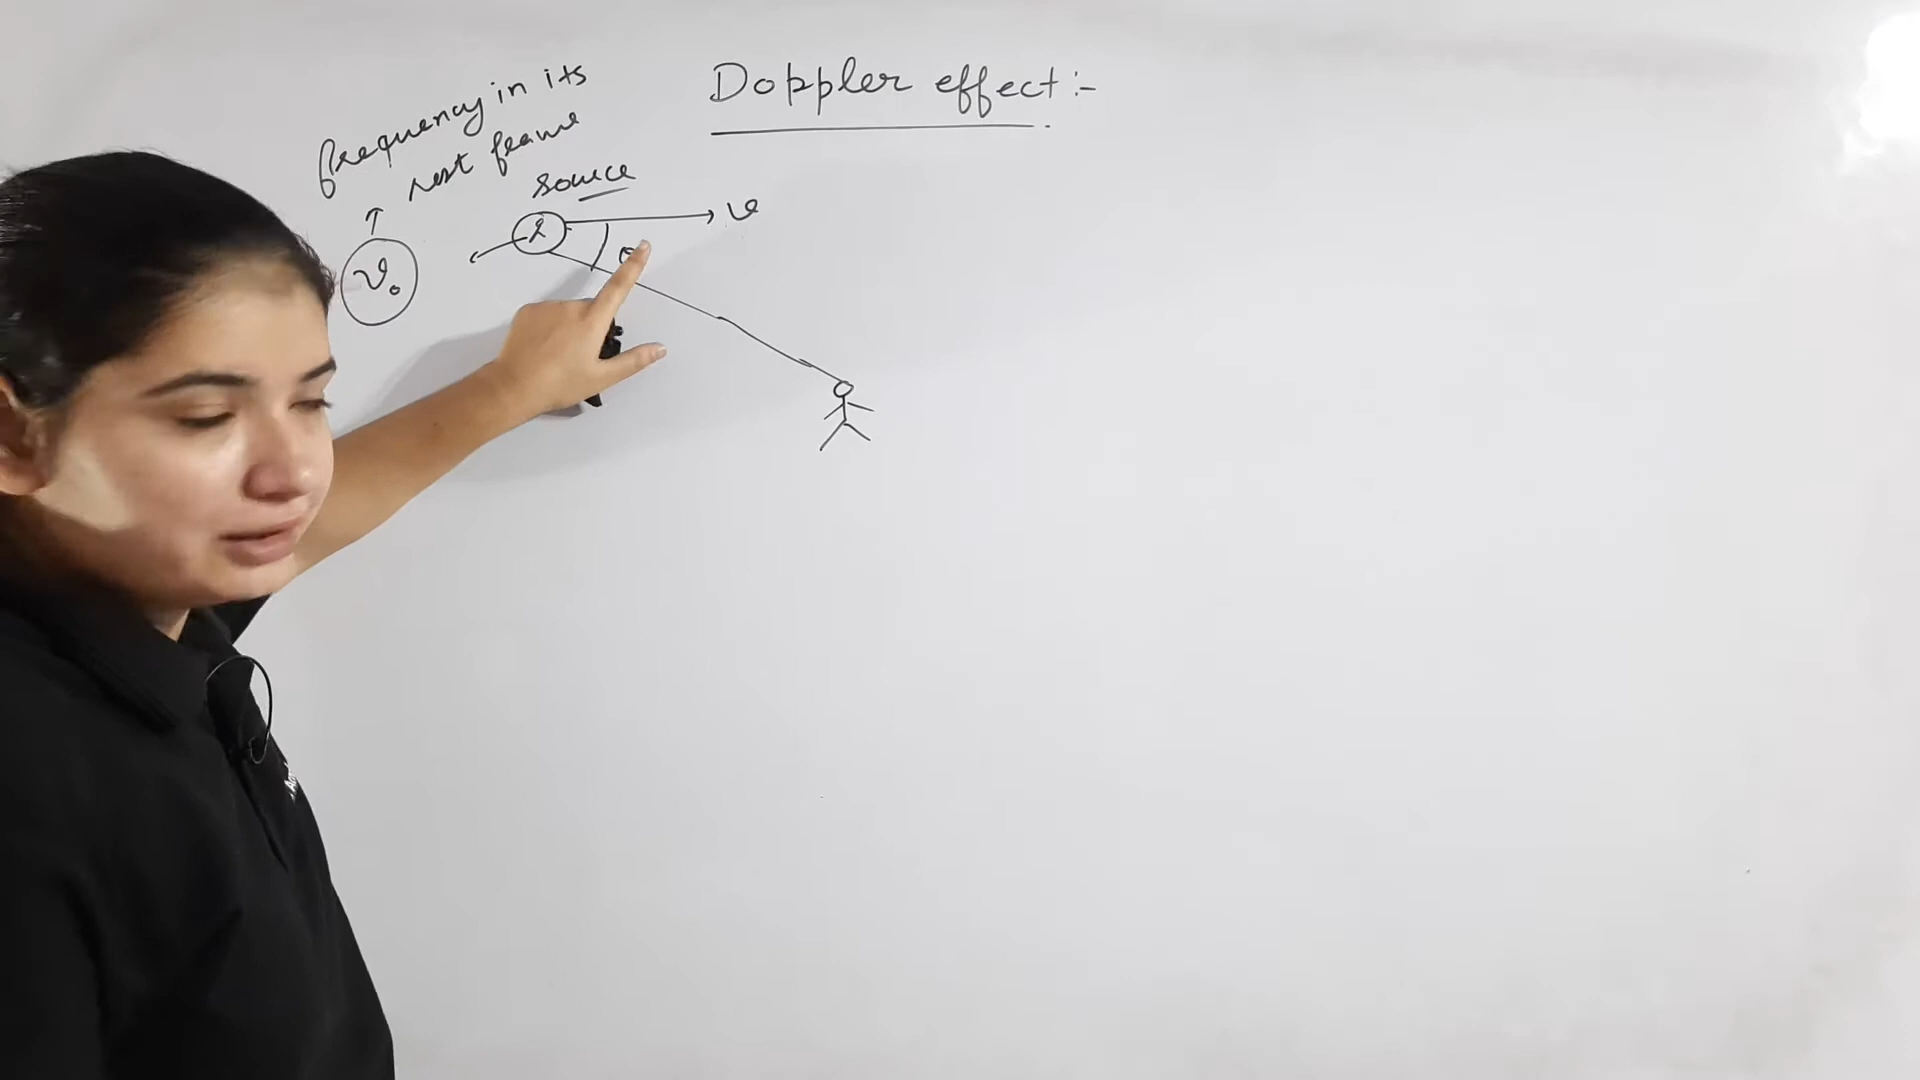 Doppler effect :-
frequency in its
rest frame
source
v
ν₀
θ